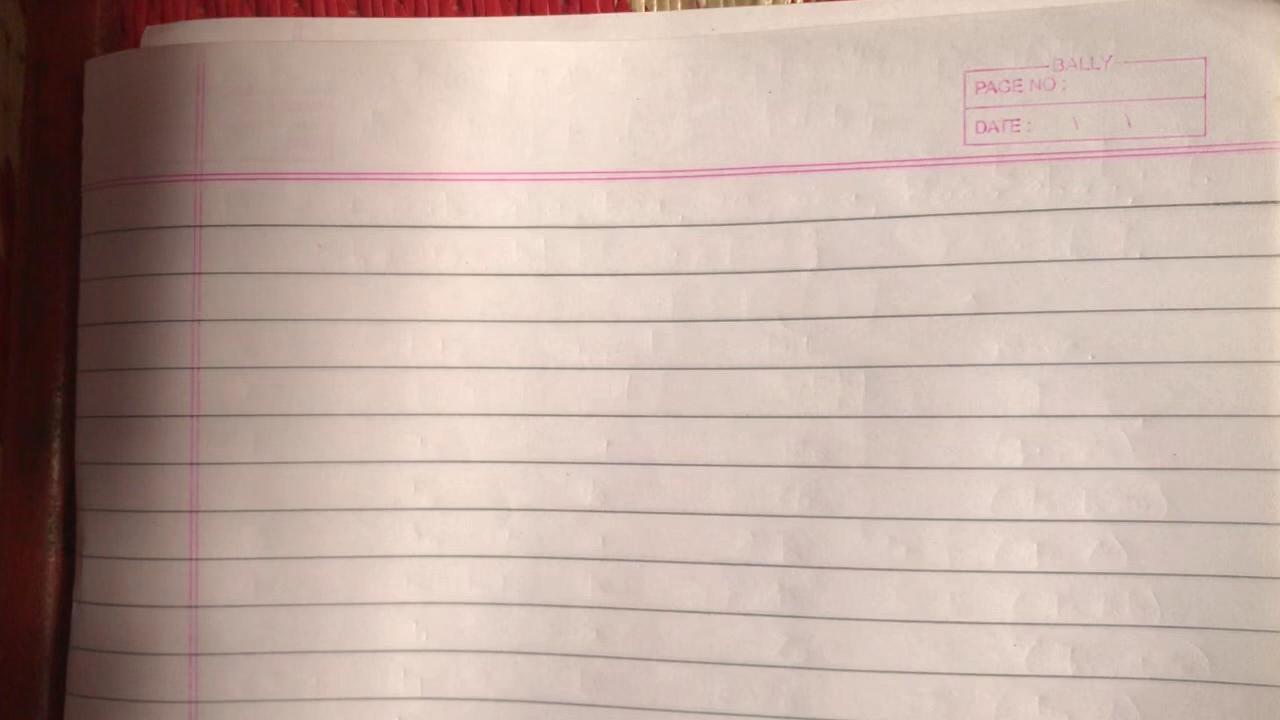 BALLY
PAGE NO :
DATE : \ \